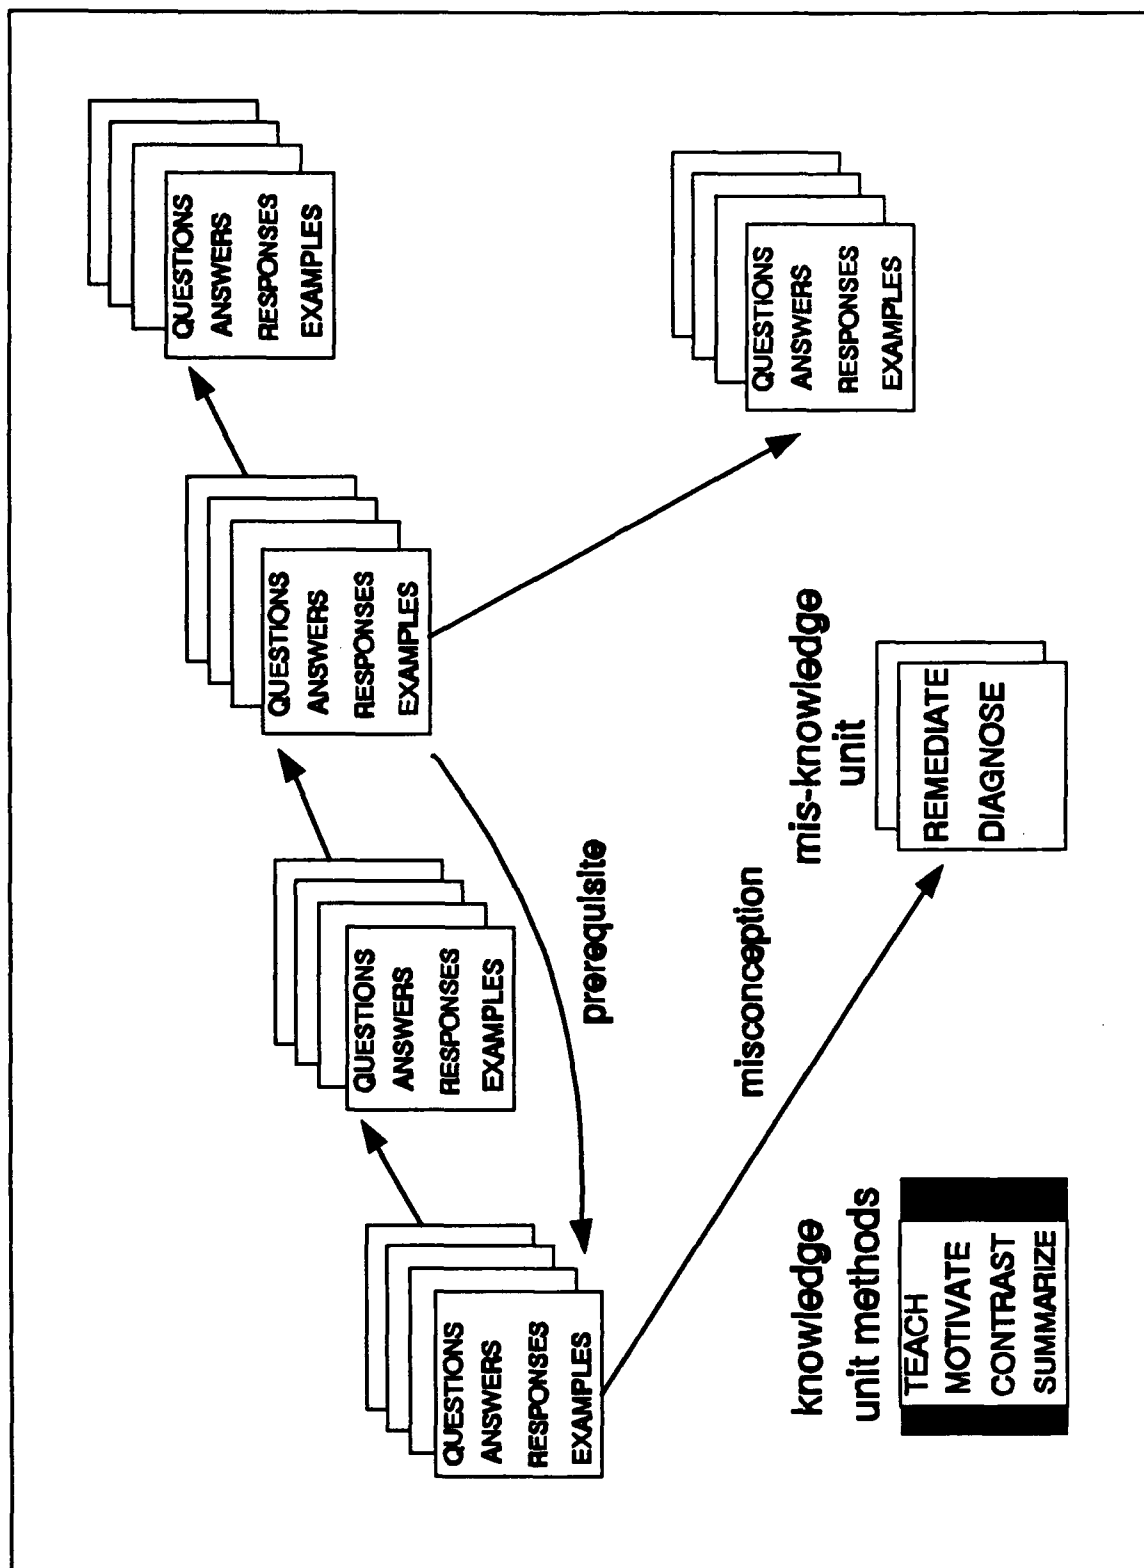 QUESTIONS
ANSWERS
RESPONSES
EXAMPLES
QUESTIONS
ANSWERS
RESPONSES
EXAMPLES
QUESTIONS
ANSWERS
RESPONSES
EXAMPLES
QUESTIONS
ANSWERS
RESPONSES
EXAMPLES
QUESTIONS
ANSWERS
RESPONSES
EXAMPLES
prerequisite
misconception
knowledge
unit methods
TEACH
MOTIVATE
CONTRAST
SUMMARIZE
mis-knowledge
unit
REMEDIATE
DIAGNOSE